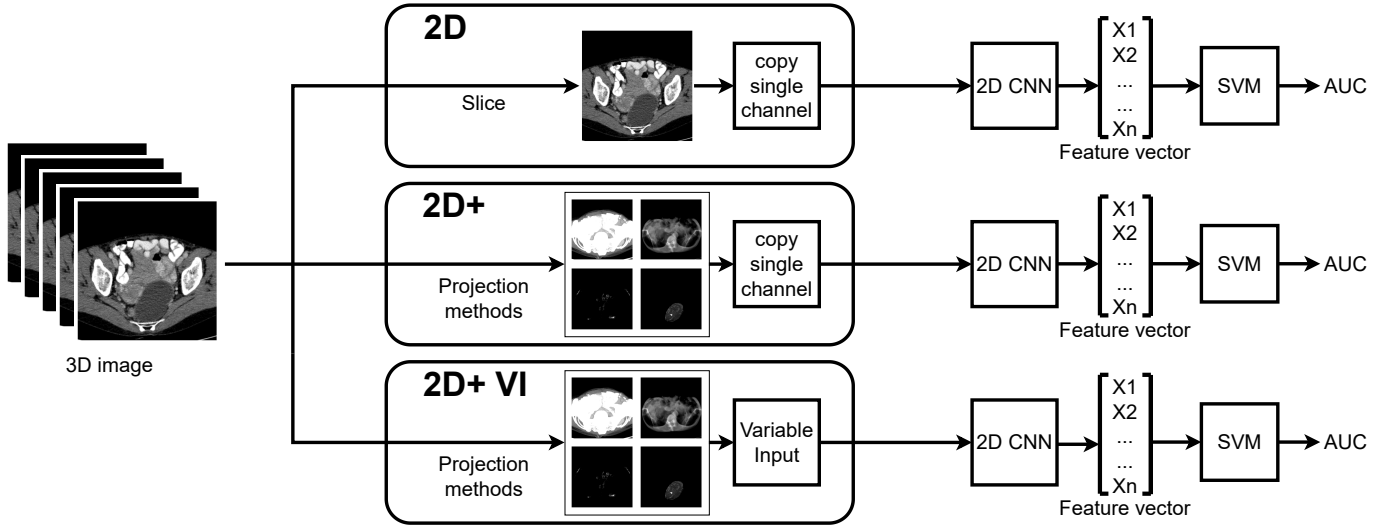 3D image
2D
Slice
copy
single
channel
2D CNN
X1
X2
...
...
Xn
Feature vector
SVM
AUC
2D+
Projection
methods
copy
single
channel
2D CNN
X1
X2
...
...
Xn
Feature vector
SVM
AUC
2D+ VI
Projection
methods
Variable
Input
2D CNN
X1
X2
...
...
Xn
Feature vector
SVM
AUC